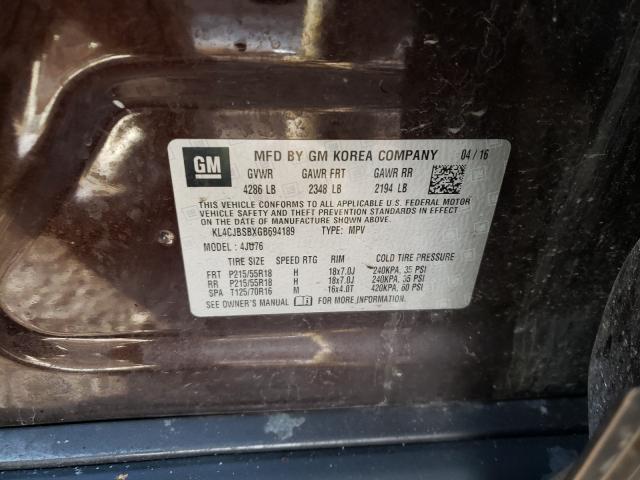 GM MFD BY GM KOREA COMPANY 04 / 16
GVWR GAWR FRT GAWR RR
4286 LB 2348 LB 2194 LB
THIS VEHICLE CONFORMS TO ALL APPLICABLE U.S. FEDERAL MOTOR
VEHICLE SAFETY AND THEFT PREVENTION STANDARDS IN EFFECT
ON THE DATE OF MANUFACTURE SHOWN ABOVE.
KL4CJBSBXGB694189 TYPE: MPV
MODEL : 4JU76
TIRE SIZE SPEED RTG RIM COLD TIRE PRESSURE
FRT P215/55R18 H 18x7.0J 240KPA, 35 PSI
RR P215/55R18 H 18x7.0J 240KPA, 35 PSI
SPA T125/70R16 M 16x4.0T 420KPA, 60 PSI
SEE OWNER'S MANUAL FOR MORE INFORMATION.